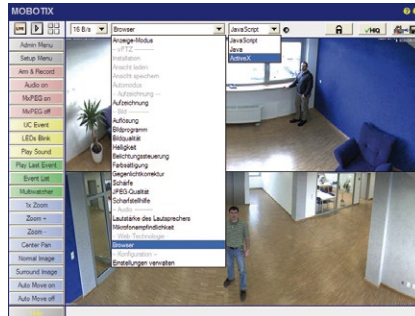 MOBOTIX
LIVE
16 B/s
Browser
JavaScript
√HQ
JavaScript
Java
ActiveX
Admin Menu
Setup Menu
Arm & Record
Audio on
MxPEG on
MxPEG off
UC Event
LEDs Blink
Play Sound
Play Last Event
Event List
Multiwatcher
1x Zoom
Zoom +
Zoom -
Center Pan
Normal Image
Surround Image
Auto Move on
Auto Move off
Anzeige-Modus
-- vPTZ --
Installation
Ansicht laden
Ansicht speichern
Automodus
-- Aufzeichnung --
Aufzeichnung
-- Bild --
Auflösung
Bildprogramm
Bildqualität
Helligkeit
Belichtungssteuerung
Farbsättigung
Gegenlichtkorrektur
Schärfe
JPEG-Qualität
Scharfstellhilfe
-- Audio --
Lautstärke des Lautsprechers
Mikrofonempfindlichkeit
-- Web Technologie --
Browser
-- Konfiguration --
Einstellungen verwalten